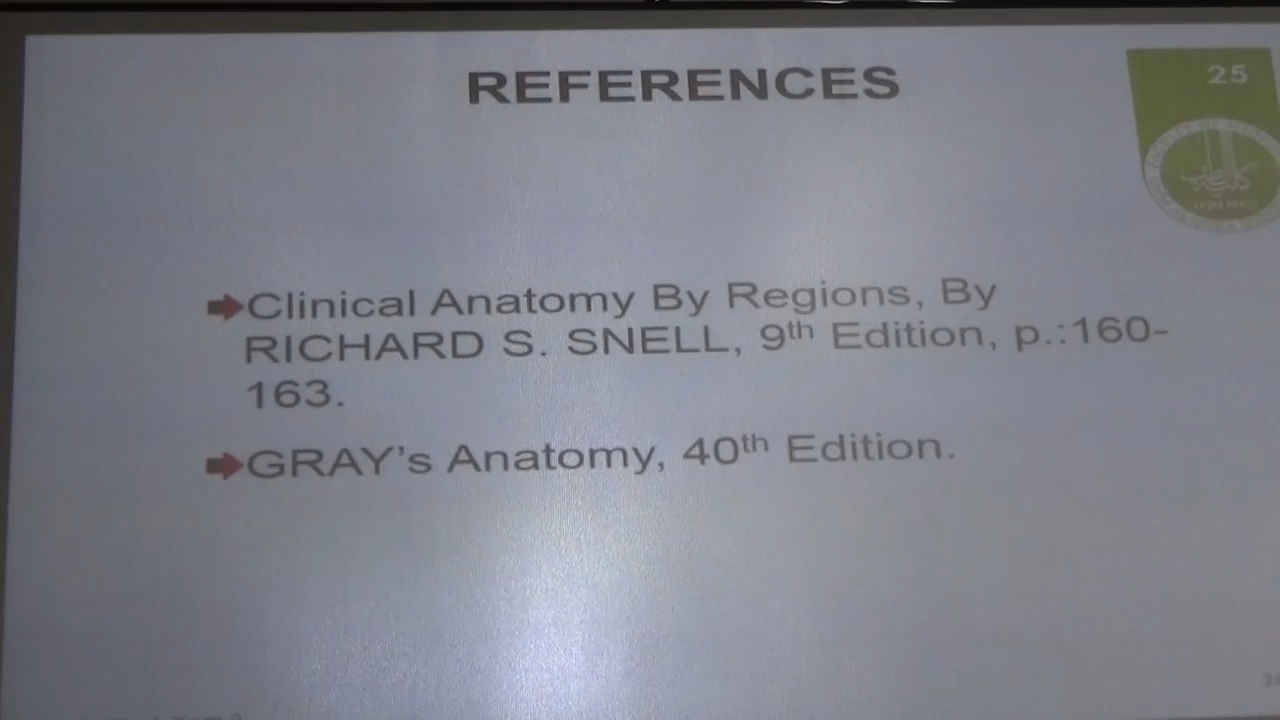 REFERENCES
25
Clinical Anatomy By Regions, By
RICHARD S. SNELL, 9th Edition, p.:160-
163.
GRAY's Anatomy, 40th Edition.